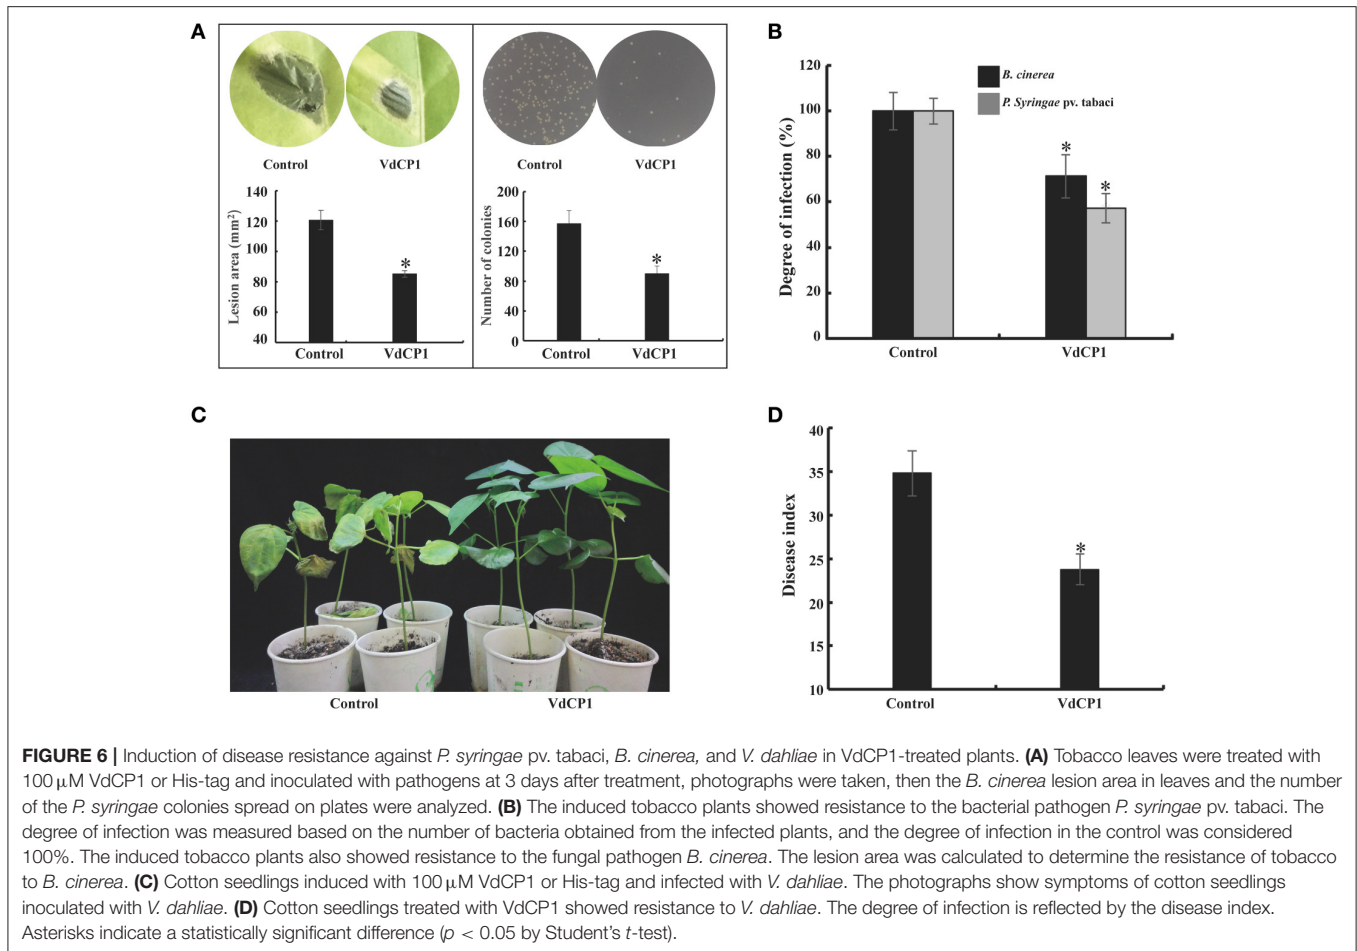 A
Control
VdCP1
Control
VdCP1
Lesion area (mm²)
140
120
100
80
60
40
*
Control
VdCP1
Number of colonies
200
160
120
80
40
0
*
Control
VdCP1
B
Degree of infection (%)
120
100
80
60
40
20
0
B. cinerea
P. Syringae pv. tabaci
*
*
Control
VdCP1
C
Control
VdCP1
D
Disease index
40
35
30
25
20
15
10
*
Control
VdCP1
FIGURE 6 | Induction of disease resistance against P. syringae pv. tabaci, B. cinerea, and V. dahliae in VdCP1-treated plants. (A) Tobacco leaves were treated with
100 μM VdCP1 or His-tag and inoculated with pathogens at 3 days after treatment, photographs were taken, then the B. cinerea lesion area in leaves and the number
of the P. syringae colonies spread on plates were analyzed. (B) The induced tobacco plants showed resistance to the bacterial pathogen P. syringae pv. tabaci. The
degree of infection was measured based on the number of bacteria obtained from the infected plants, and the degree of infection in the control was considered
100%. The induced tobacco plants also showed resistance to the fungal pathogen B. cinerea. The lesion area was calculated to determine the resistance of tobacco
to B. cinerea. (C) Cotton seedlings induced with 100 μM VdCP1 or His-tag and infected with V. dahliae. The photographs show symptoms of cotton seedlings
inoculated with V. dahliae. (D) Cotton seedlings treated with VdCP1 showed resistance to V. dahliae. The degree of infection is reflected by the disease index.
Asterisks indicate a statistically significant difference (p < 0.05 by Student's t-test).